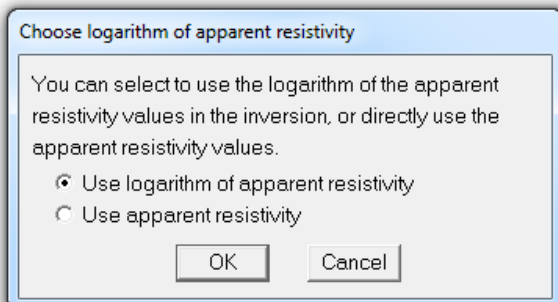 Choose logarithm of apparent resistivity
You can select to use the logarithm of the apparent
resistivity values in the inversion, or directly use the
apparent resistivity values.
Use logarithm of apparent resistivity
Use apparent resistivity
OK Cancel